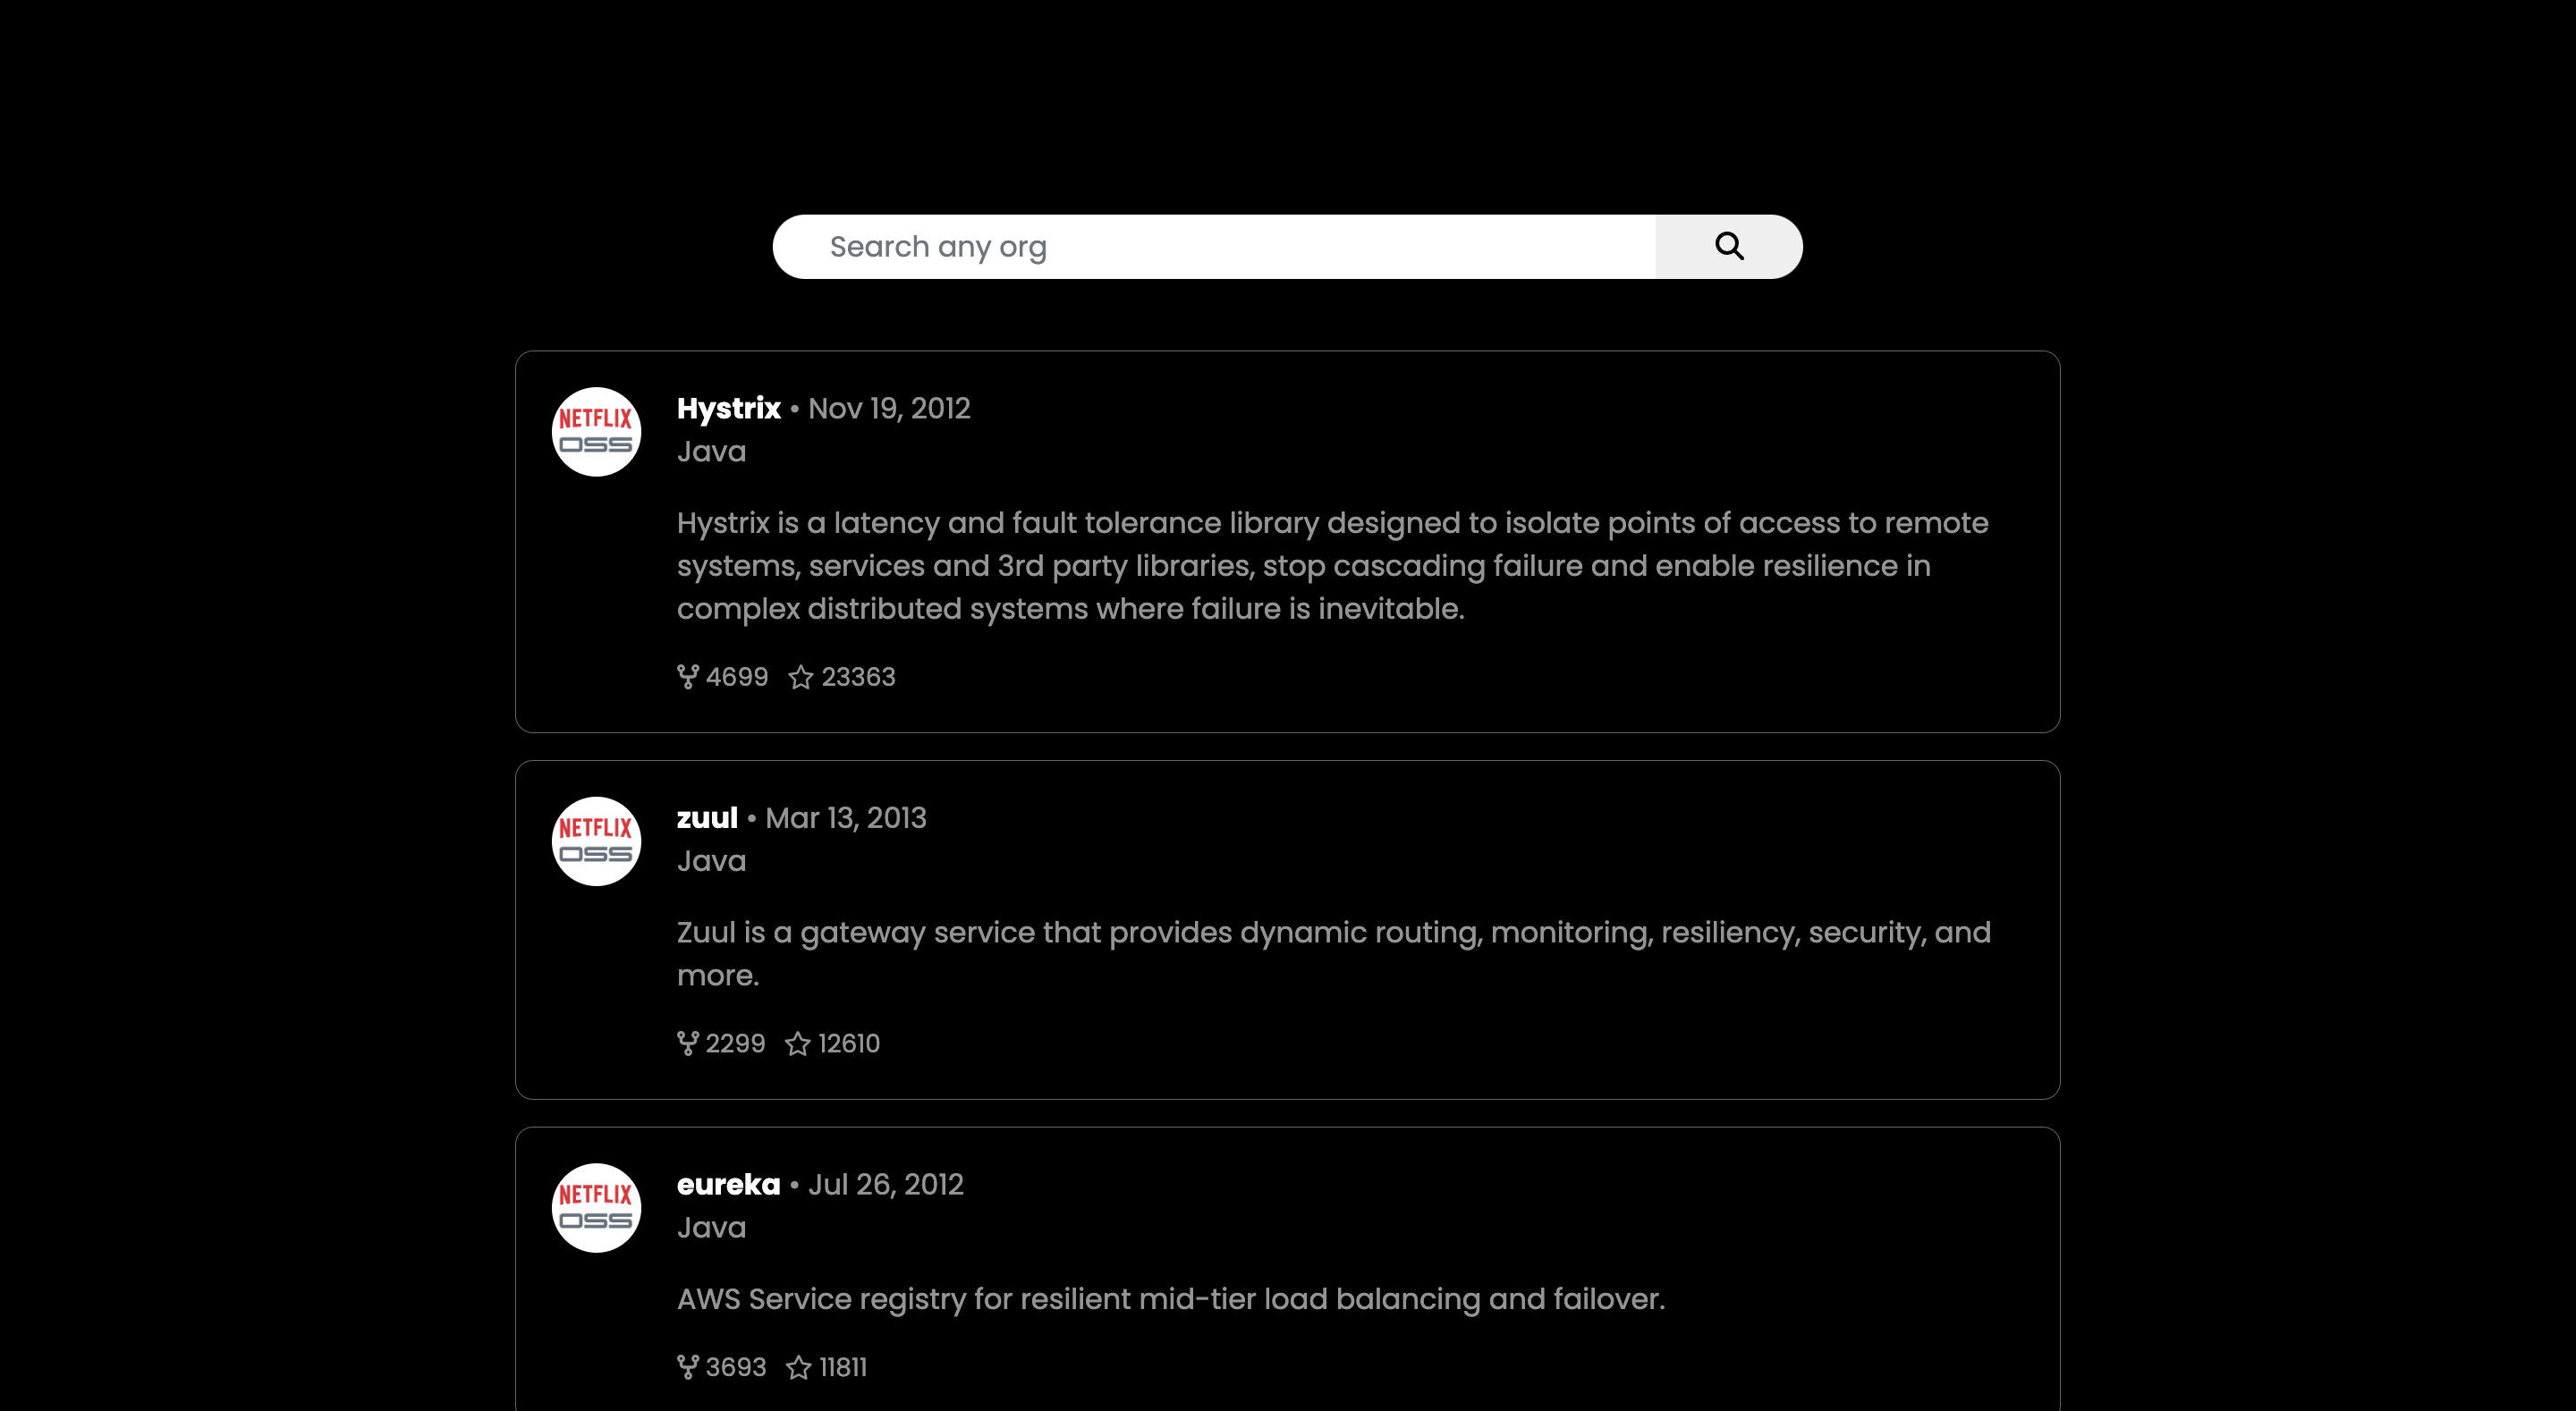 Search any org
NETFLIX
OSS
Hystrix • Nov 19, 2012
Java
Hystrix is a latency and fault tolerance library designed to isolate points of access to remote
systems, services and 3rd party libraries, stop cascading failure and enable resilience in
complex distributed systems where failure is inevitable.
4699 23363
NETFLIX
OSS
zuul • Mar 13, 2013
Java
Zuul is a gateway service that provides dynamic routing, monitoring, resiliency, security, and
more.
2299 12610
NETFLIX
OSS
eureka • Jul 26, 2012
Java
AWS Service registry for resilient mid-tier load balancing and failover.
3693 11811